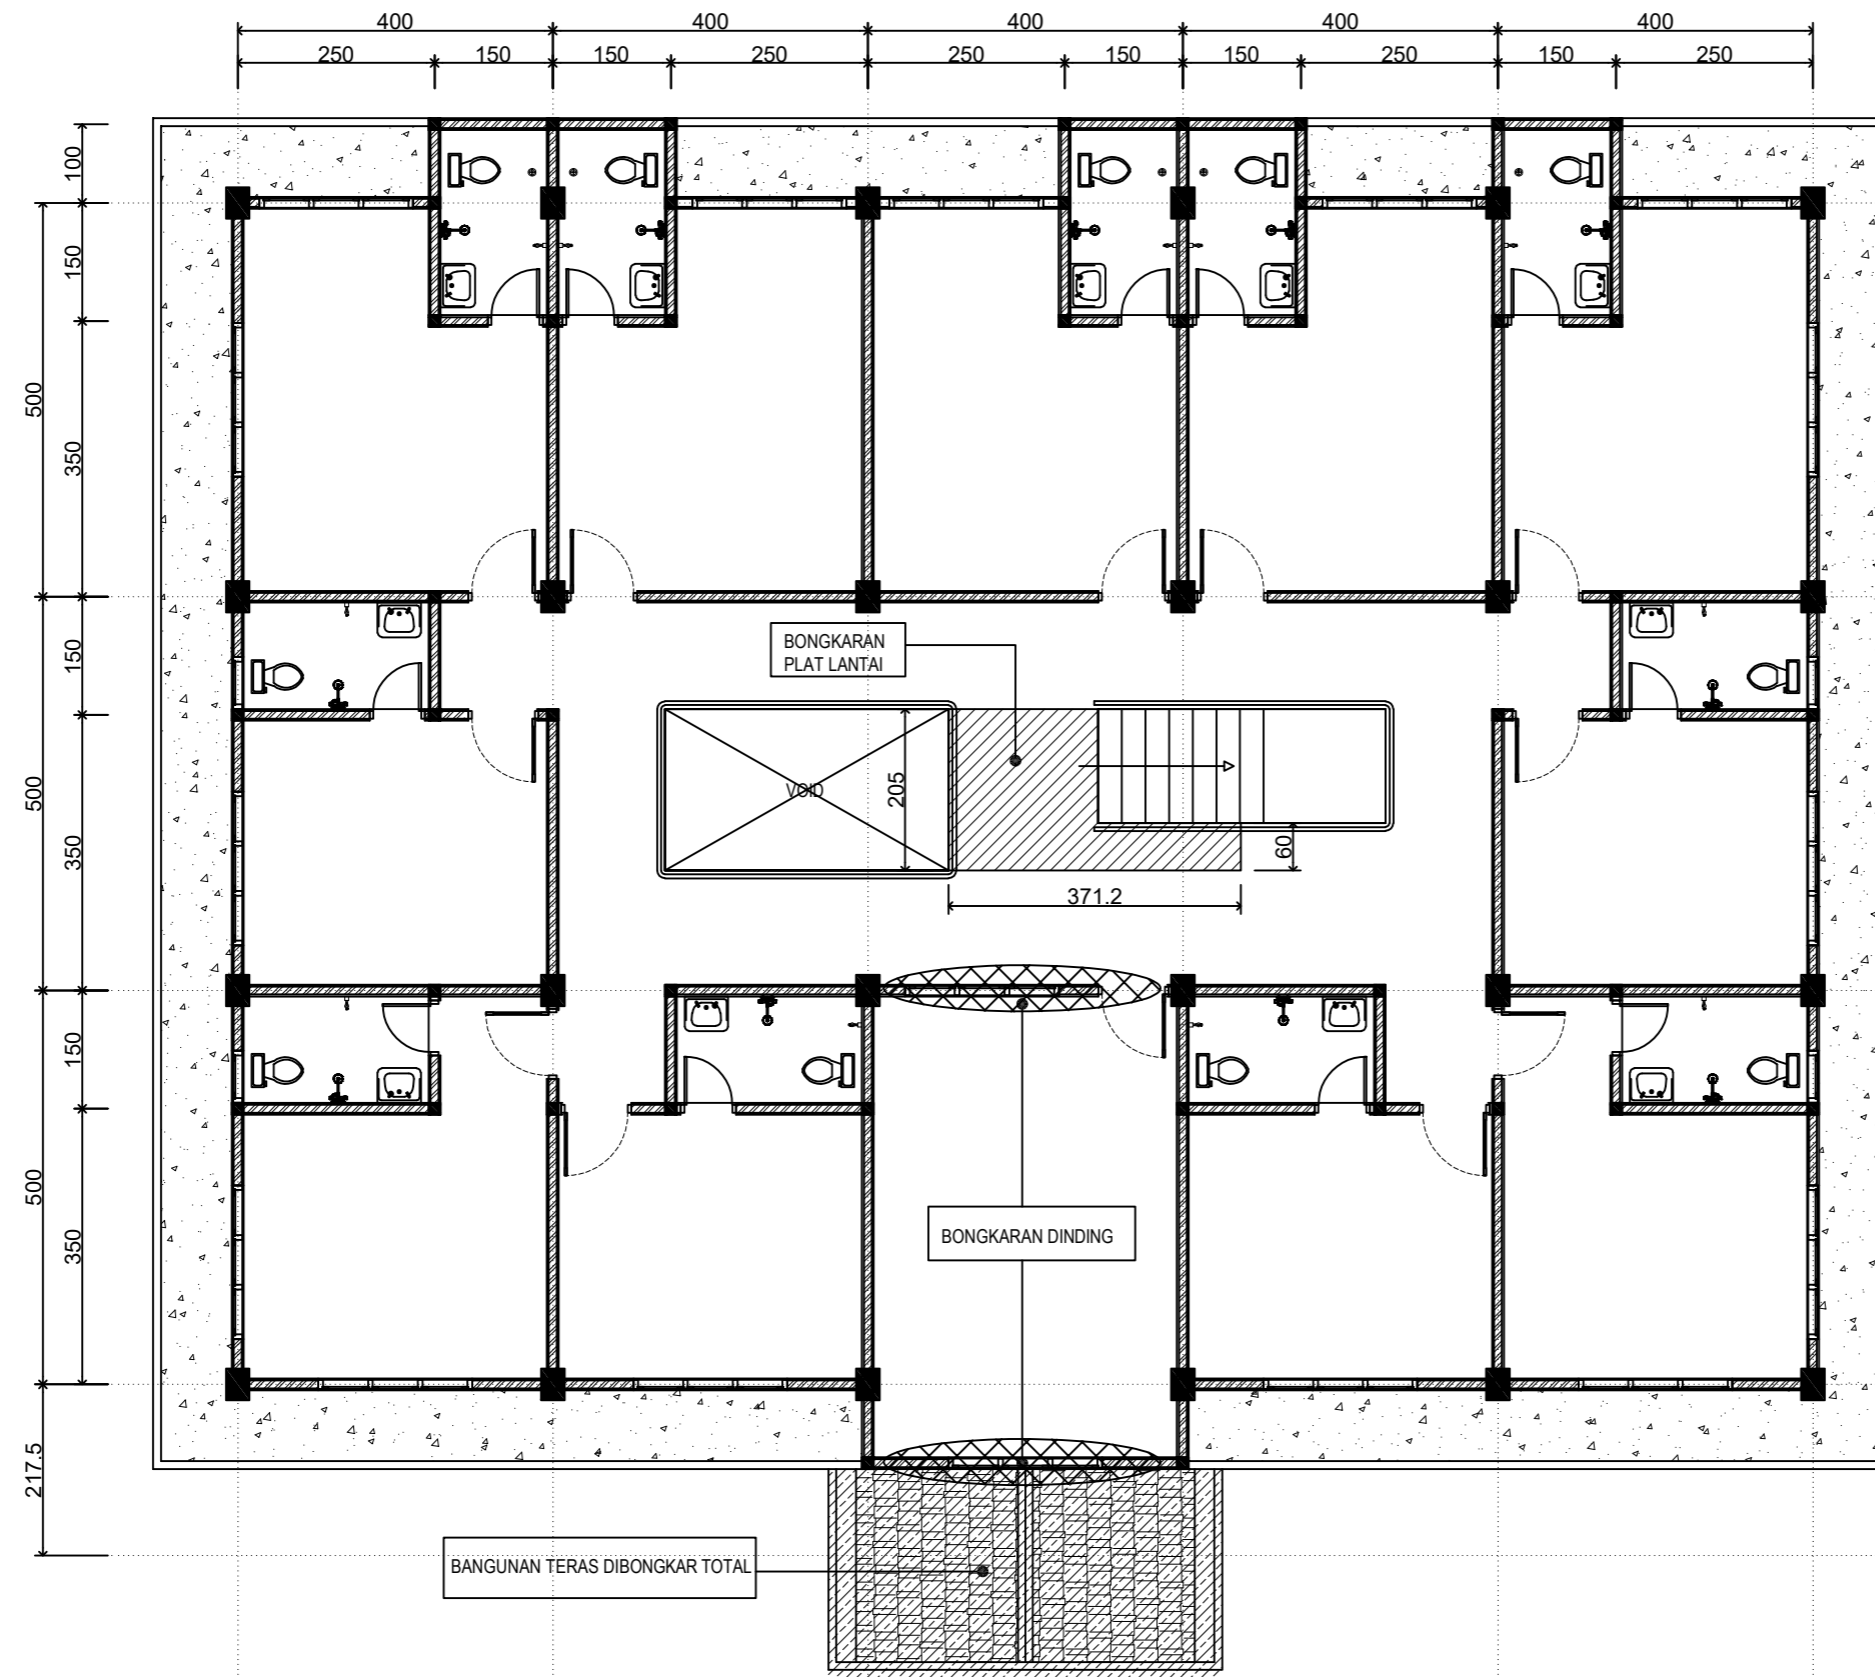 400 400 400 400 400
250 150 150 250 250 150 150 250 150 250
100
150
500
350
BONGKARAN
PLAT LANTAI
150
VOID
205
500
350
60
371.2
150
500
BONGKARAN DINDING
350
217.5
BANGUNAN TERAS DIBONGKAR TOTAL